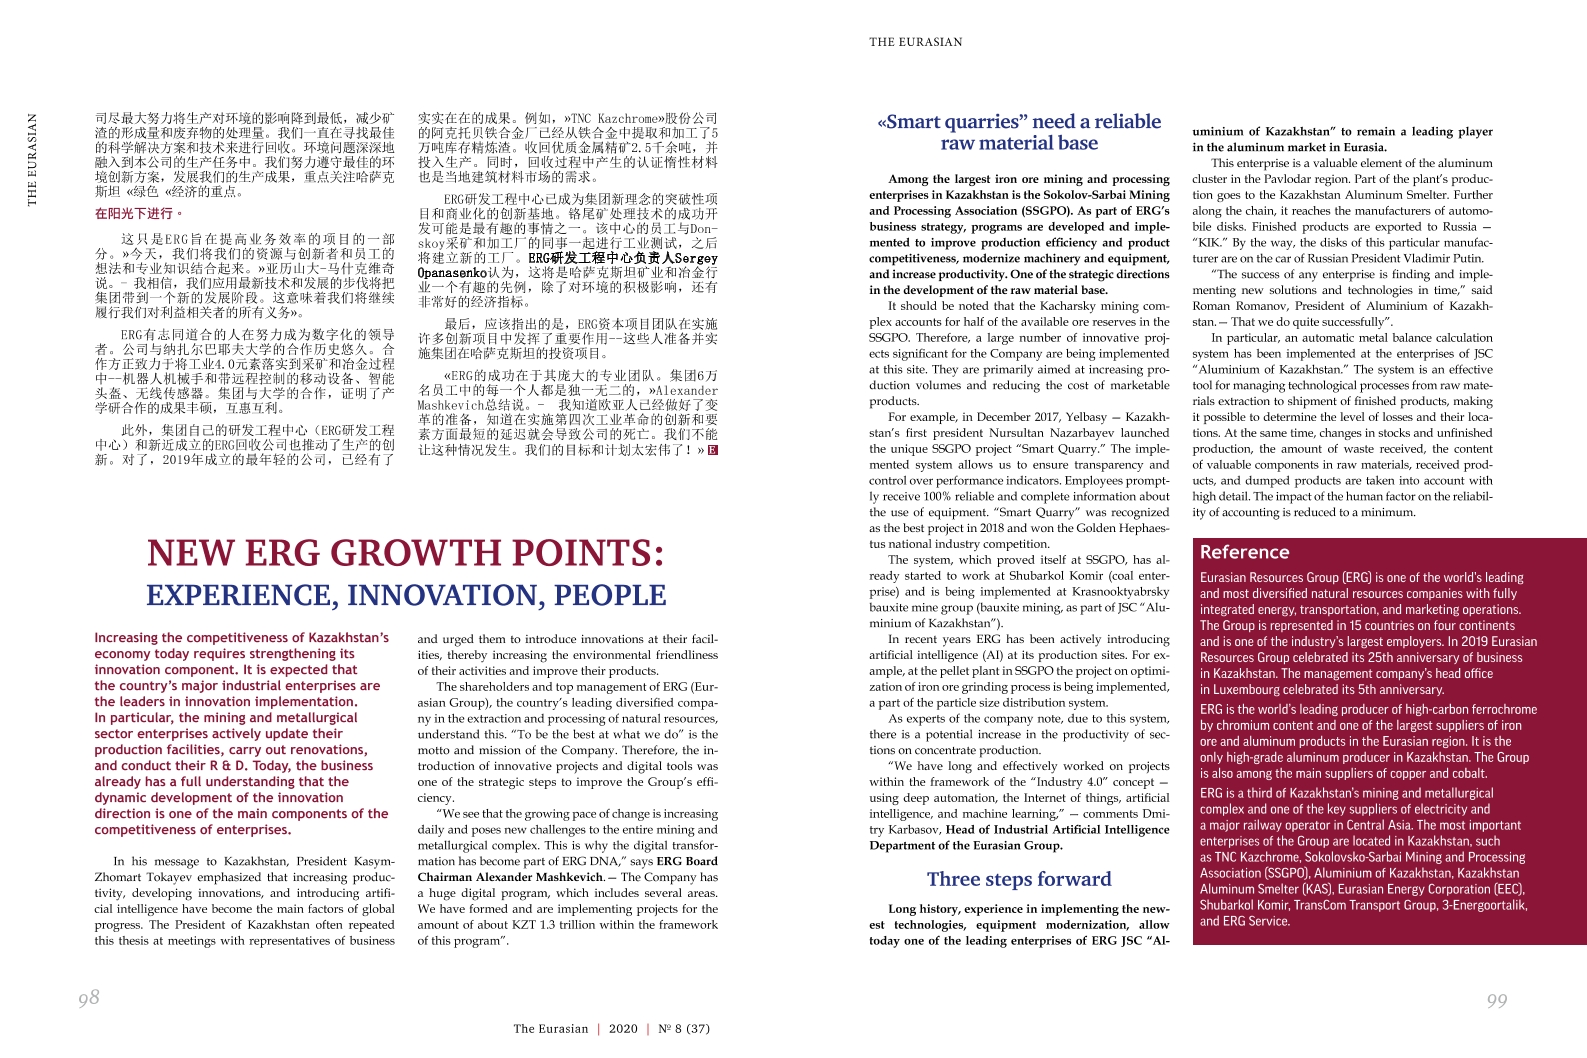 THE EURASIAN
司尽最大努力将生产对环境的影响降到最低，减少矿
渣的形成量和废弃物的处理量。我们一直在寻找最佳
的科学解决方案和技术来进行回收。环境问题深深地
融入到本公司的生产任务中。我们努力遵守最佳的环
境创新方案，发展我们的生产成果，重点关注哈萨克
斯坦 «绿色 «经济的重点。
在阳光下进行。
这只是ERG旨在提高业务效率的项目的一部
分。»今天，我们将我们的资源与创新者和员工的
想法和专业知识结合起来。»亚历山大-马什克维奇
说。- 我相信，我们应用最新技术和发展的步伐将把
集团带到一个新的发展阶段。这意味着我们将继续
履行我们对利益相关者的所有义务»。
ERG有志同道合的人在努力成为数字化的领导
者。公司与纳扎尔巴耶夫大学的合作历史悠久。合
作方正致力于将工业4.0元素落实到采矿和冶金过程
中--机器人机械手和带远程控制的移动设备、智能
头盔、无线传感器。集团与大学的合作，证明了产
学研合作的成果丰硕，互惠互利。
此外，集团自己的研发工程中心（ERG研发工程
中心）和新近成立的ERG回收公司也推动了生产的创
新。对了，2019年成立的最年轻的公司，已经有了
实实在在的成果。例如，»TNC Kazchrome»股份公司
的阿克托贝铁合金厂已经从铁合金中提取和加工了5
万吨库存精炼渣。收回优质金属精矿2.5千余吨，并
投入生产。同时，回收过程中产生的认证惰性材料
也是当地建筑材料市场的需求。
ERG研发工程中心已成为集团新理念的突破性项
目和商业化的创新基地。铬尾矿处理技术的成功开
发可能是最有趣的事情之一。该中心的员工与Don-
skoy采矿和加工厂的同事一起进行工业测试，之后
将建立新的工厂。ERG研发工程中心负责人Sergey
Opanasenko认为，这将是哈萨克斯坦矿业和冶金行
业一个有趣的先例，除了对环境的积极影响，还有
非常好的经济指标。
最后，应该指出的是，ERG资本项目团队在实施
许多创新项目中发挥了重要作用--这些人准备并实
施集团在哈萨克斯坦的投资项目。
«ERG的成功在于其庞大的专业团队。集团6万
名员工中的每一个人都是独一无二的，»Alexander
Mashkevich总结说。- 我知道欧亚人已经做好了变
革的准备，知道在实施第四次工业革命的创新和要
素方面最短的延迟就会导致公司的死亡。我们不能
让这种情况发生。我们的目标和计划太宏伟了！» E
NEW ERG GROWTH POINTS:
EXPERIENCE, INNOVATION, PEOPLE
Increasing the competitiveness of Kazakhstan’s
economy today requires strengthening its
innovation component. It is expected that
the country’s major industrial enterprises are
the leaders in innovation implementation.
In particular, the mining and metallurgical
sector enterprises actively update their
production facilities, carry out renovations,
and conduct their R & D. Today, the business
already has a full understanding that the
dynamic development of the innovation
direction is one of the main components of the
competitiveness of enterprises.
In his message to Kazakhstan, President Kasym-
Zhomart Tokayev emphasized that increasing produc-
tivity, developing innovations, and introducing artifi-
cial intelligence have become the main factors of global
progress. The President of Kazakhstan often repeated
this thesis at meetings with representatives of business
and urged them to introduce innovations at their facil-
ities, thereby increasing the environmental friendliness
of their activities and improve their products.
The shareholders and top management of ERG (Eur-
asian Group), the country’s leading diversified compa-
ny in the extraction and processing of natural resources,
understand this. “To be the best at what we do” is the
motto and mission of the Company. Therefore, the in-
troduction of innovative projects and digital tools was
one of the strategic steps to improve the Group’s effi-
ciency.
“We see that the growing pace of change is increasing
daily and poses new challenges to the entire mining and
metallurgical complex. This is why the digital transfor-
mation has become part of ERG DNA,” says ERG Board
Chairman Alexander Mashkevich.— The Company has
a huge digital program, which includes several areas.
We have formed and are implementing projects for the
amount of about KZT 1.3 trillion within the framework
of this program”.
98
The Eurasian | 2020 | № 8 (37)
THE EURASIAN
«Smart quarries” need a reliable
raw material base
Among the largest iron ore mining and processing
enterprises in Kazakhstan is the Sokolov-Sarbai Mining
and Processing Association (SSGPO). As part of ERG’s
business strategy, programs are developed and imple-
mented to improve production efficiency and product
competitiveness, modernize machinery and equipment,
and increase productivity. One of the strategic directions
in the development of the raw material base.
It should be noted that the Kacharsky mining com-
plex accounts for half of the available ore reserves in the
SSGPO. Therefore, a large number of innovative proj-
ects significant for the Company are being implemented
at this site. They are primarily aimed at increasing pro-
duction volumes and reducing the cost of marketable
products.
For example, in December 2017, Yelbasy — Kazakh-
stan’s first president Nursultan Nazarbayev launched
the unique SSGPO project “Smart Quarry.” The imple-
mented system allows us to ensure transparency and
control over performance indicators. Employees prompt-
ly receive 100% reliable and complete information about
the use of equipment. “Smart Quarry” was recognized
as the best project in 2018 and won the Golden Hephaes-
tus national industry competition.
The system, which proved itself at SSGPO, has al-
ready started to work at Shubarkol Komir (coal enter-
prise) and is being implemented at Krasnooktyabrsky
bauxite mine group (bauxite mining, as part of JSC “Alu-
minium of Kazakhstan”).
In recent years ERG has been actively introducing
artificial intelligence (AI) at its production sites. For ex-
ample, at the pellet plant in SSGPO the project on optimi-
zation of iron ore grinding process is being implemented,
a part of the particle size distribution system.
As experts of the company note, due to this system,
there is a potential increase in the productivity of sec-
tions on concentrate production.
“We have long and effectively worked on projects
within the framework of the “Industry 4.0” concept —
using deep automation, the Internet of things, artificial
intelligence, and machine learning,” — comments Dmi-
try Karbasov, Head of Industrial Artificial Intelligence
Department of the Eurasian Group.
Three steps forward
Long history, experience in implementing the new-
est technologies, equipment modernization, allow
today one of the leading enterprises of ERG JSC “Al-
uminium of Kazakhstan” to remain a leading player
in the aluminum market in Eurasia.
This enterprise is a valuable element of the aluminum
cluster in the Pavlodar region. Part of the plant’s produc-
tion goes to the Kazakhstan Aluminum Smelter. Further
along the chain, it reaches the manufacturers of automo-
bile disks. Finished products are exported to Russia —
“KIK.” By the way, the disks of this particular manufac-
turer are on the car of Russian President Vladimir Putin.
“The success of any enterprise is finding and imple-
menting new solutions and technologies in time,” said
Roman Romanov, President of Aluminium of Kazakh-
stan.— That we do quite successfully”.
In particular, an automatic metal balance calculation
system has been implemented at the enterprises of JSC
“Aluminium of Kazakhstan.” The system is an effective
tool for managing technological processes from raw mate-
rials extraction to shipment of finished products, making
it possible to determine the level of losses and their loca-
tions. At the same time, changes in stocks and unfinished
production, the amount of waste received, the content
of valuable components in raw materials, received prod-
ucts, and dumped products are taken into account with
high detail. The impact of the human factor on the reliabil-
ity of accounting is reduced to a minimum.
Reference
Eurasian Resources Group (ERG) is one of the world’s leading
and most diversified natural resources companies with fully
integrated energy, transportation, and marketing operations.
The Group is represented in 15 countries on four continents
and is one of the industry’s largest employers. In 2019 Eurasian
Resources Group celebrated its 25th anniversary of business
in Kazakhstan. The management company’s head office
in Luxembourg celebrated its 5th anniversary.
ERG is the world’s leading producer of high-carbon ferrochrome
by chromium content and one of the largest suppliers of iron
ore and aluminum products in the Eurasian region. It is the
only high-grade aluminum producer in Kazakhstan. The Group
is also among the main suppliers of copper and cobalt.
ERG is a third of Kazakhstan’s mining and metallurgical
complex and one of the key suppliers of electricity and
a major railway operator in Central Asia. The most important
enterprises of the Group are located in Kazakhstan, such
as TNC Kazchrome, Sokolovsko-Sarbai Mining and Processing
Association (SSGPO), Aluminium of Kazakhstan, Kazakhstan
Aluminum Smelter (KAS), Eurasian Energy Corporation (EEC),
Shubarkol Komir, TransCom Transport Group, 3-Energoortalik,
and ERG Service.
99